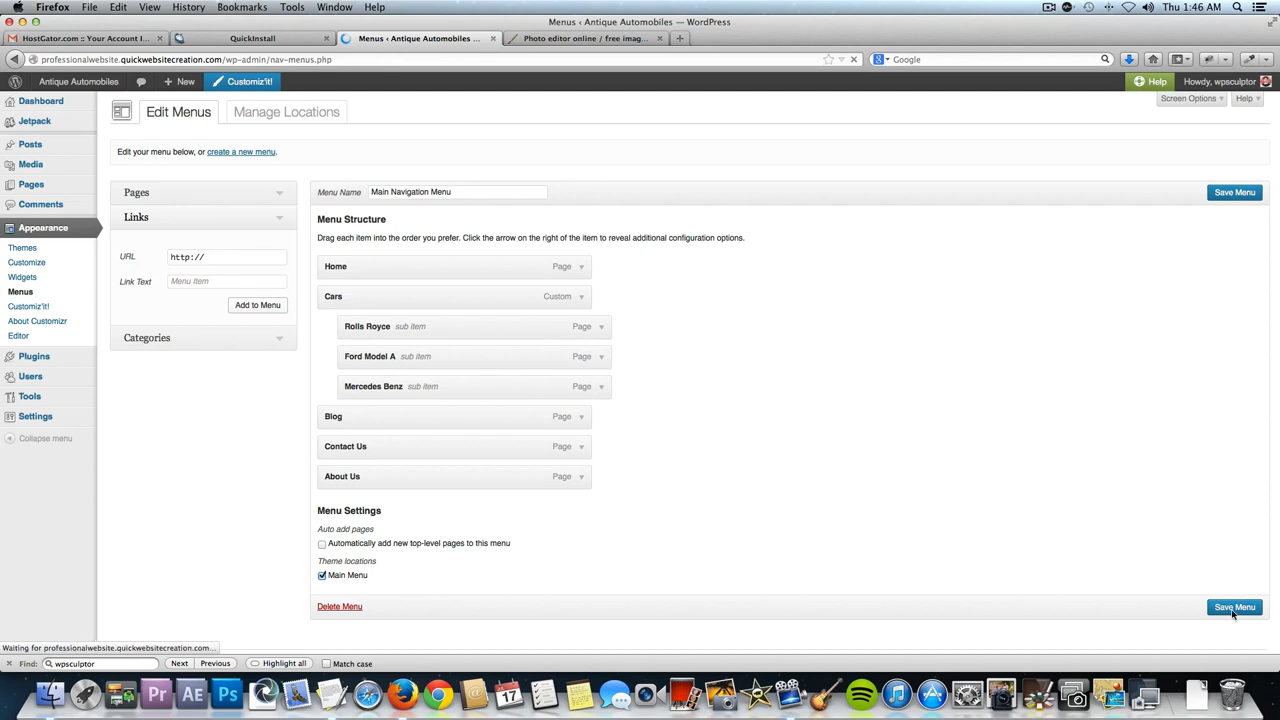 Firefox File Edit View History Bookmarks Tools Window Help Thu 1:46 AM
Menus ‹ Antique Automobiles — WordPress
HostGator.com :: Your Account I... QuickInstall Menus ‹ Antique Automobiles ... Photo editor online / free imag...
professionalwebsite.quickwebsitecreation.com/wp-admin/nav-menus.php Google
Antique Automobiles + New Customiz'it! Help Howdy, wpsculptor
Dashboard
Jetpack
Posts
Media
Pages
Comments
Appearance
Themes
Customize
Widgets
Menus
Customiz'it!
About Customizr
Editor
Plugins
Users
Tools
Settings
Collapse menu
Screen Options Help
Edit Menus Manage Locations
Edit your menu below, or create a new menu.
Pages
Links
URL http://
Link Text Menu Item
Add to Menu
Categories
Menu Name Main Navigation Menu Save Menu
Menu Structure
Drag each item into the order you prefer. Click the arrow on the right of the item to reveal additional configuration options.
Home Page
Cars Custom
Rolls Royce sub item Page
Ford Model A sub item Page
Mercedes Benz sub item Page
Blog Page
Contact Us Page
About Us Page
Menu Settings
Auto add pages
Automatically add new top-level pages to this menu
Theme locations
Main Menu
Delete Menu Save Menu
Waiting for professionalwebsite.quickwebsitecreation.com...
Find: wpsculptor Next Previous Highlight all Match case
Pr Ae Ps 17